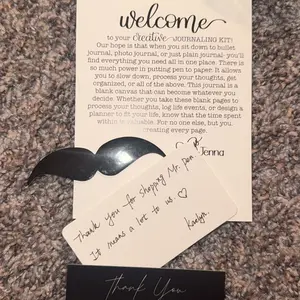 welcome
to your Creative JOURNALING KIT!
Our hope is that when you sit down to bullet
journal, photo journal, or just plain journal- you'll
find everything you need all in one place. There is
so much power in putting pen to paper. It allows
you to slow down, process your thoughts, get
organized, or all of the above. This journal is a
blank canvas that can become whatever you
decide. Whether you take these blank pages to
process your thoughts, log life events, or design a
planner to fit your life, know that the time spent
within is valuable. For no one else, but you...
creating every page.
Jenna
Thank you for shopping Mr. Pen
It means a lot to us ♡
Thank You